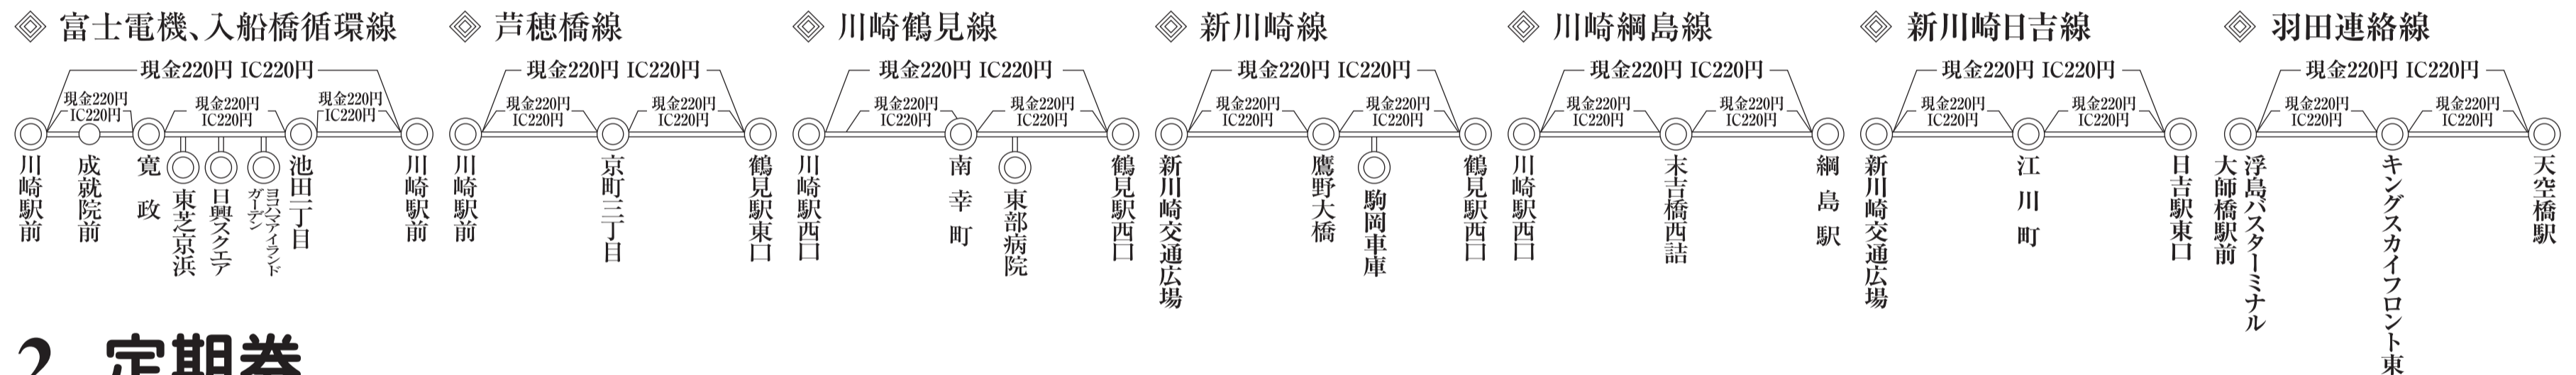 富士電機、入船橋循環線
現金220円 IC220円
現金220円
IC220円
現金220円
IC220円
現金220円
IC220円
川崎駅前
成就院前
寛政
東芝京浜
日興スクエア
ヨコハマアイランド
ガーデン
池田一丁目
川崎駅前
芦穂橋線
現金220円 IC220円
現金220円
IC220円
現金220円
IC220円
川崎駅前
京町三丁目
鶴見駅東口
川崎鶴見線
現金220円 IC220円
現金220円
IC220円
現金220円
IC220円
川崎駅西口
南幸町
東部病院
鶴見駅西口
新川崎線
現金220円 IC220円
現金220円
IC220円
現金220円
IC220円
新川崎交通広場
鷹野大橋
駒岡車庫
鶴見駅西口
川崎綱島線
現金220円 IC220円
現金220円
IC220円
現金220円
IC220円
川崎駅西口
末吉橋西詰
綱島駅
新川崎日吉線
現金220円 IC220円
現金220円
IC220円
現金220円
IC220円
新川崎交通広場
江川町
日吉駅東口
羽田連絡線
現金220円 IC220円
現金220円
IC220円
現金220円
IC220円
浮島バスターミナル
大師橋駅前
キングスカイフロント東
天空橋駅
2 定期券